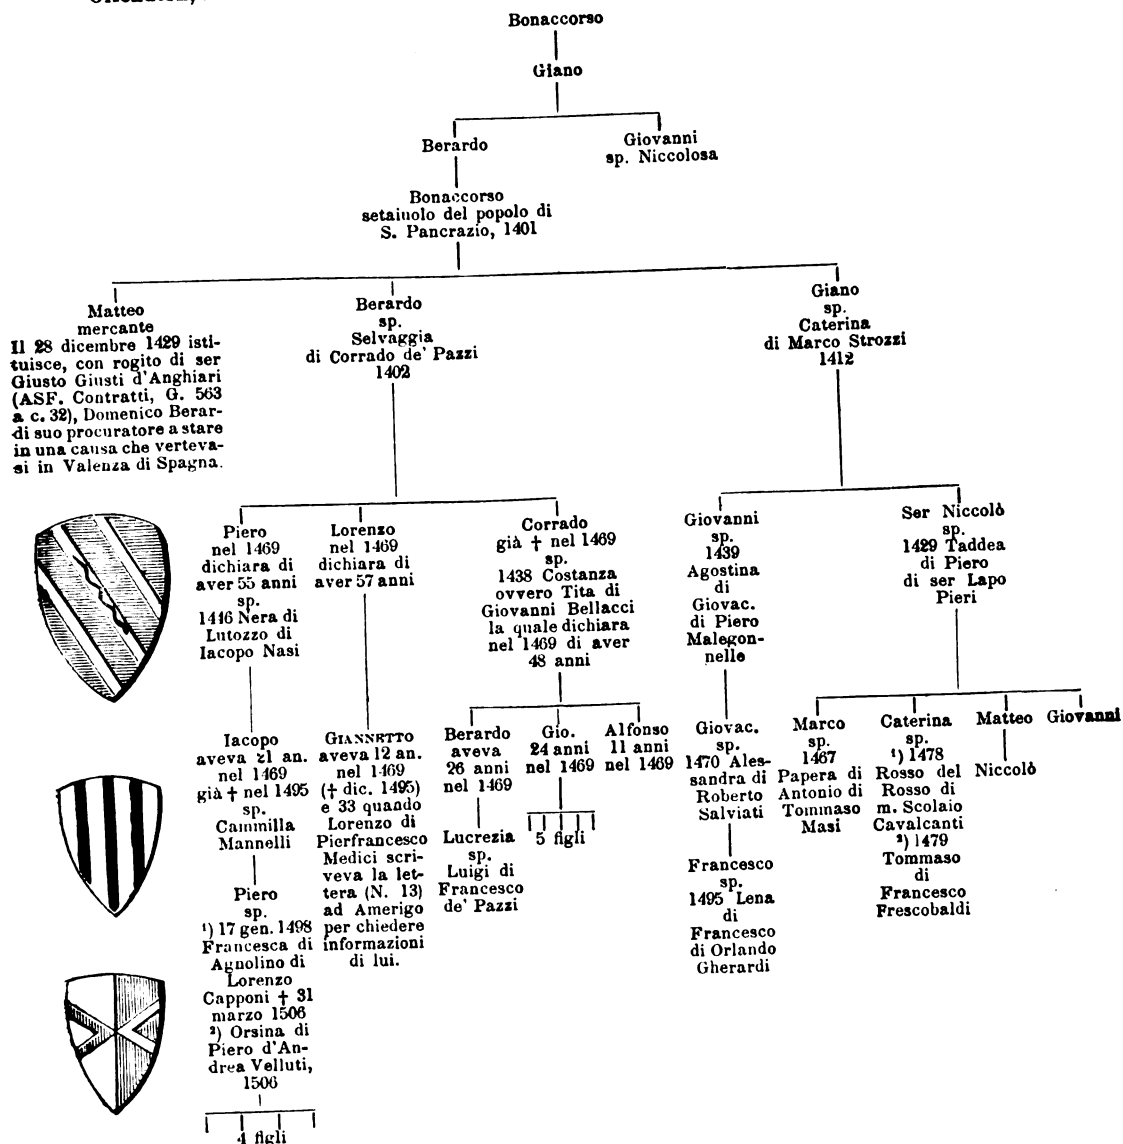 Bonaccorso
Giano
Berardo
Giovanni
sp. Niccolosa
Bonaccorso
setaiuolo del popolo di
S. Pancrazio, 1401
Matteo
mercante
Il 28 dicembre 1429 isti-
tuisce, con rogito di ser
Giusto Giusti d'Anghiari
(ASF. Contratti, G. 563
a c. 32), Domenico Berar-
di suo procuratore a stare
in una causa che verteva-
si in Valenza di Spagna.
Berardo
sp.
Selvaggia
di Corrado de' Pazzi
1402
Giano
sp.
Caterina
di Marco Strozzi
1412
Piero
nel 1469
dichiara di
aver 55 anni
sp.
1446 Nera di
Lutozzo di
Iacopo Nasi
Lorenzo
nel 1469
dichiara di
aver 57 anni
Corrado
già † nel 1469
sp.
1438 Costanza
ovvero Tita di
Giovanni Bellacci
la quale dichiara
nel 1469 di aver
48 anni
Giovanni
sp.
1439
Agostina
di
Giovac.
di Piero
Malegon-
nelle
Ser Niccolò
sp.
1429 Taddea
di Piero
di ser Lapo
Pieri
Iacopo
aveva 21 an.
nel 1469
già † nel 1495
sp.
Cammilla
Mannelli
Piero
sp.
¹) 17 gen. 1498
Francesca di
Agnolino di
Lorenzo
Capponi † 31
marzo 1506
²) Orsina di
Piero d'An-
drea Velluti,
1506
4 figli
GIANNETTO
aveva 12 an.
nel 1469
(† dic. 1495)
e 33 quando
Lorenzo di
Pierfrancesco
Medici scri-
veva la let-
tera (N. 13)
ad Amerigo
per chiedere
informazioni
di lui.
Berardo
aveva
26 anni
nel 1469
Lucrezia
sp.
Luigi di
Francesco
de' Pazzi
Gio.
24 anni
nel 1469
5 figli
Alfonso
11 anni
nel 1469
Giovac.
sp.
1470 Ales-
sandra di
Roberto
Salviati
Francesco
sp.
1495 Lena
di
Francesco
di Orlando
Gherardi
Marco
sp.
1467
Papera di
Antonio di
Tommaso
Masi
Caterina
sp.
¹) 1478
Rosso del
Rosso di
m. Scolaio
Cavalcanti
²) 1479
Tommaso
di
Francesco
Frescobaldi
Matteo
Niccolò
Giovanni